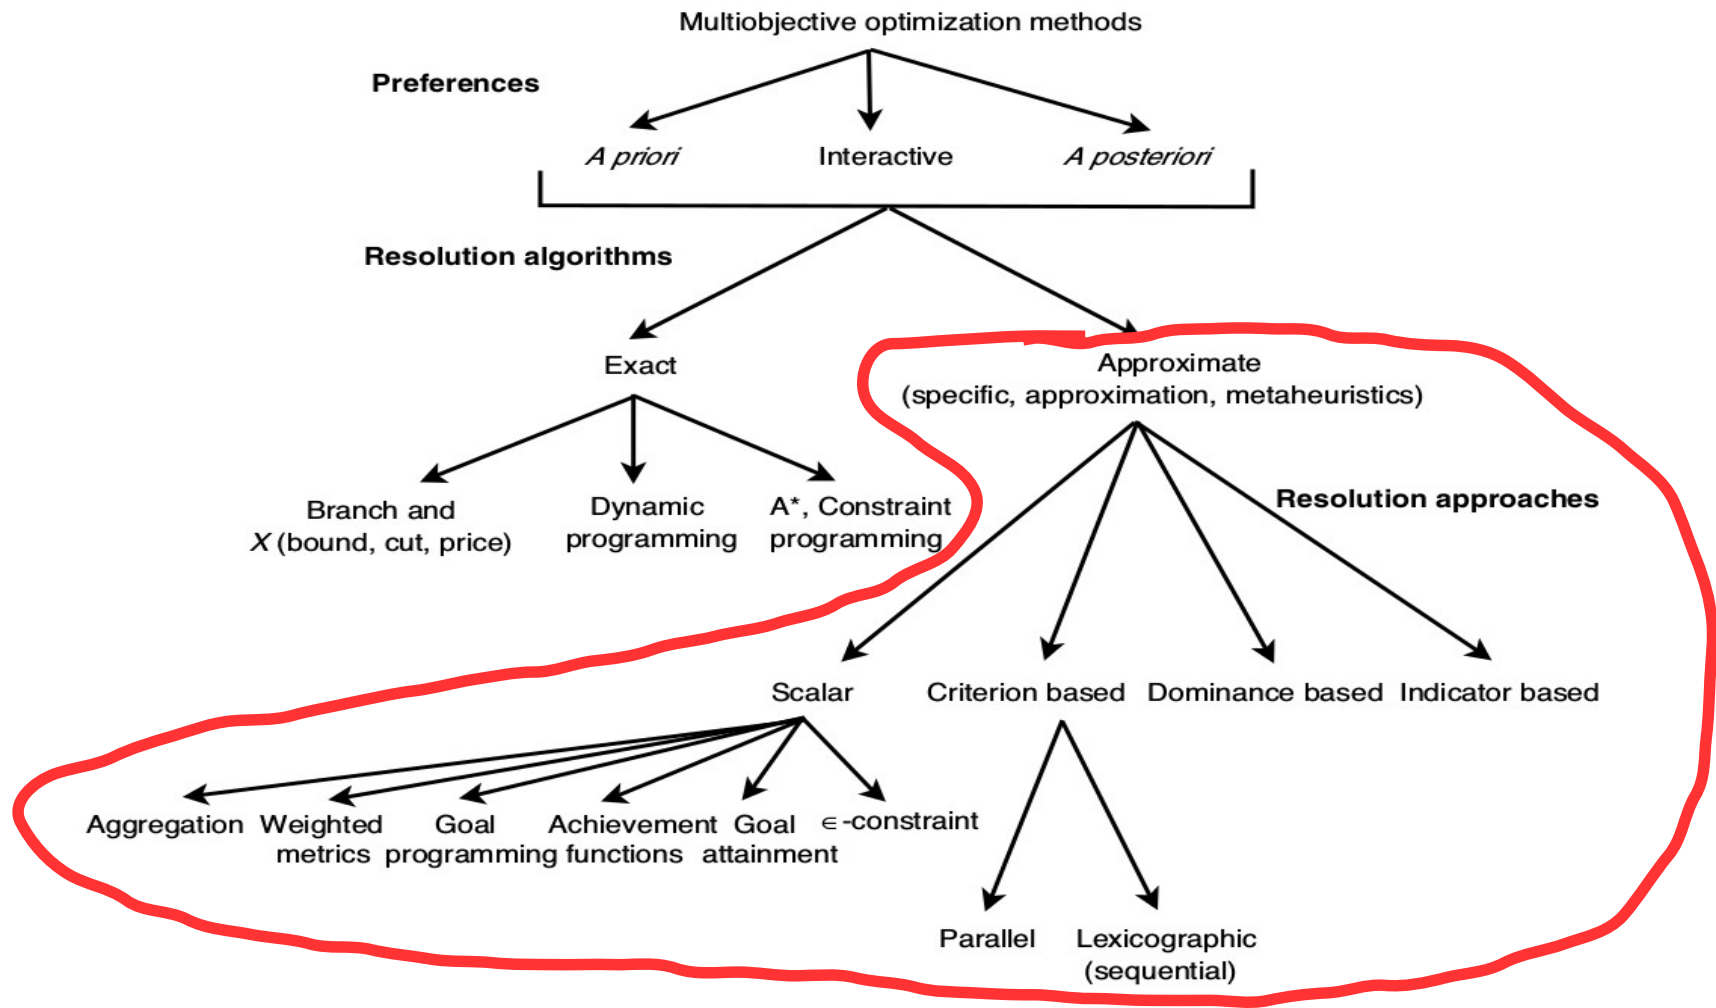 Multiobjective optimization methods
Preferences
A priori
Interactive
A posteriori
Resolution algorithms
Exact
Approximate
(specific, approximation, metaheuristics)
Branch and
X (bound, cut, price)
Dynamic
programming
A*, Constraint
programming
Resolution approaches
Scalar
Criterion based
Dominance based
Indicator based
Aggregation
Weighted
metrics
Goal
programming
Achievement
functions
Goal
attainment
∈-constraint
Parallel
Lexicographic
(sequential)